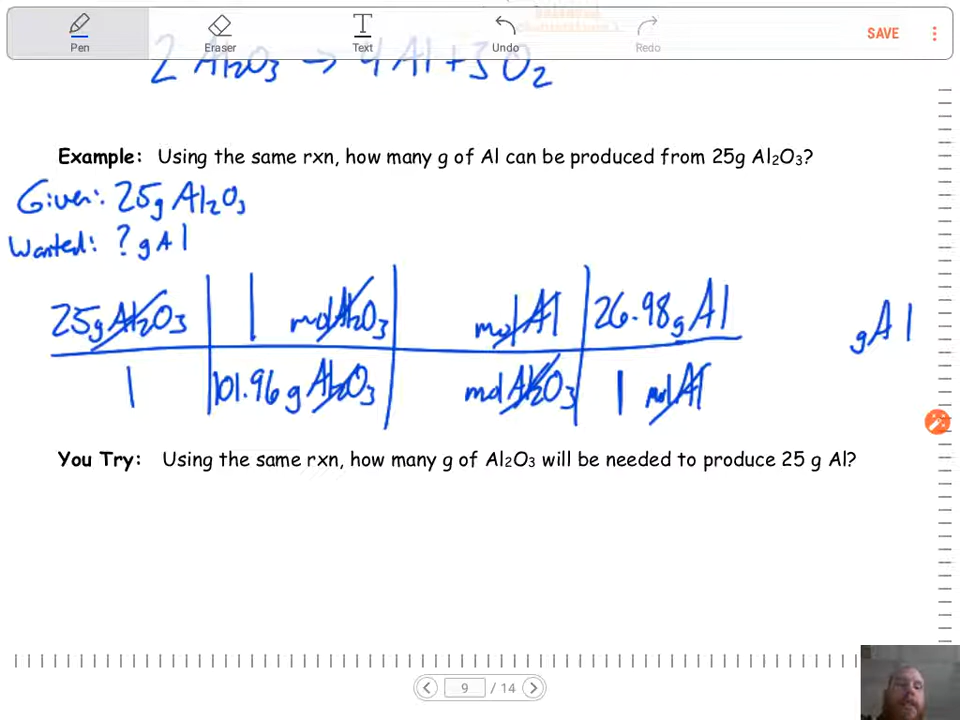 Pen Eraser Text Undo Redo SAVE
2 Al2O3 → 4 Al + 3 O2
Example: Using the same rxn, how many g of Al can be produced from 25g Al2O3?
Given: 25g Al2O3
Wanted: ? g Al
25g Al2O3 | 1 mol Al2O3 | mol Al | 26.98 g Al g Al
1 | 101.96 g Al2O3 | mol Al2O3 | 1 mol Al
You Try: Using the same rxn, how many g of Al2O3 will be needed to produce 25 g Al?
9 / 14